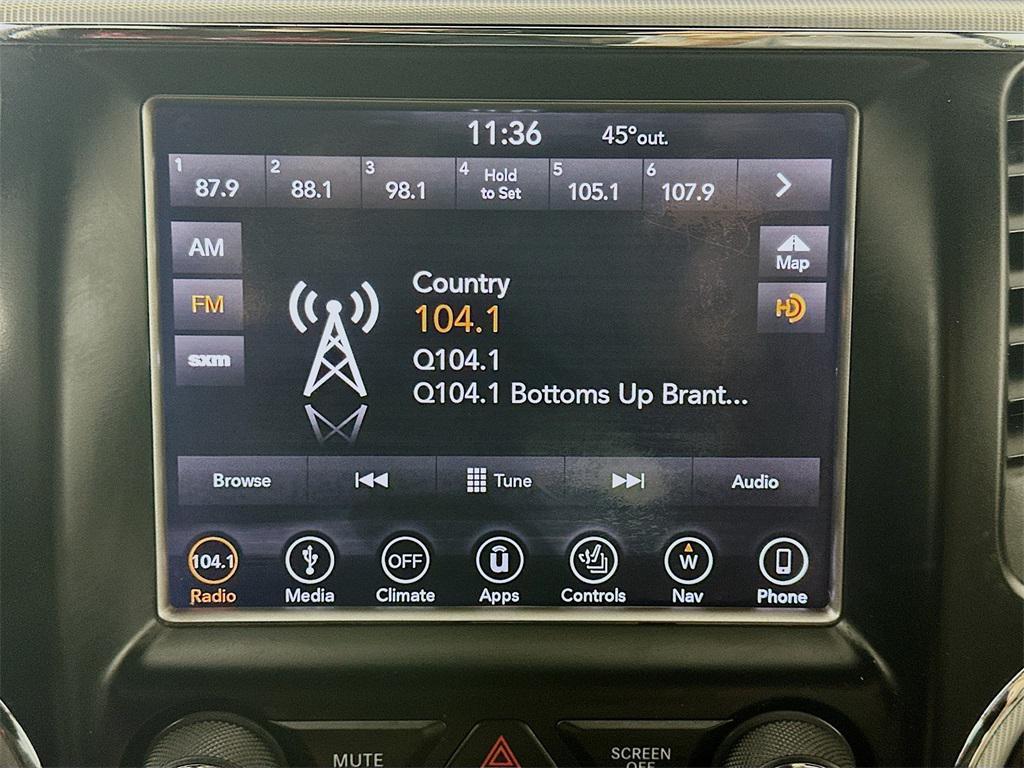 11:36 45°out.
1 87.9 2 88.1 3 98.1 4 Hold to Set 5 105.1 6 107.9
AM
FM
sxm
Map
HD
Country
104.1
Q104.1
Q104.1 Bottoms Up Brant...
Browse Tune Audio
104.1 OFF U W
Radio Media Climate Apps Controls Nav Phone
MUTE SCREEN
OFF